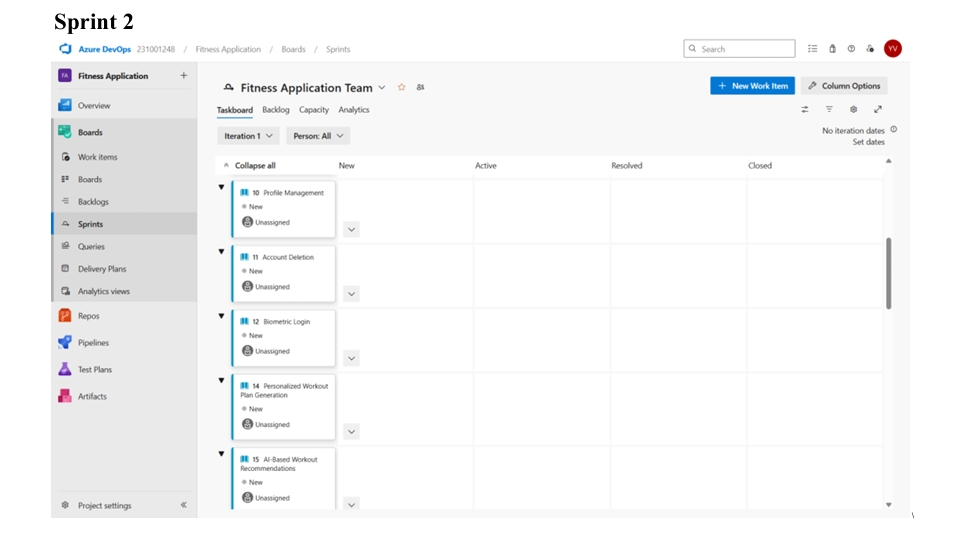 Sprint 2
Azure DevOps 231001248 / Fitness Application / Boards / Sprints
Search
YV
FA Fitness Application +
Overview
Boards
Work items
Boards
Backlogs
Sprints
Queries
Delivery Plans
Analytics views
Repos
Pipelines
Test Plans
Artifacts
Project settings
Fitness Application Team
+ New Work Item
Column Options
Taskboard Backlog Capacity Analytics
Iteration 1 Person: All
No iteration dates
Set dates
Collapse all New Active Resolved Closed
10 Profile Management
New
Unassigned
11 Account Deletion
New
Unassigned
12 Biometric Login
New
Unassigned
14 Personalized Workout
Plan Generation
New
Unassigned
15 AI-Based Workout
Recommendations
New
Unassigned
\